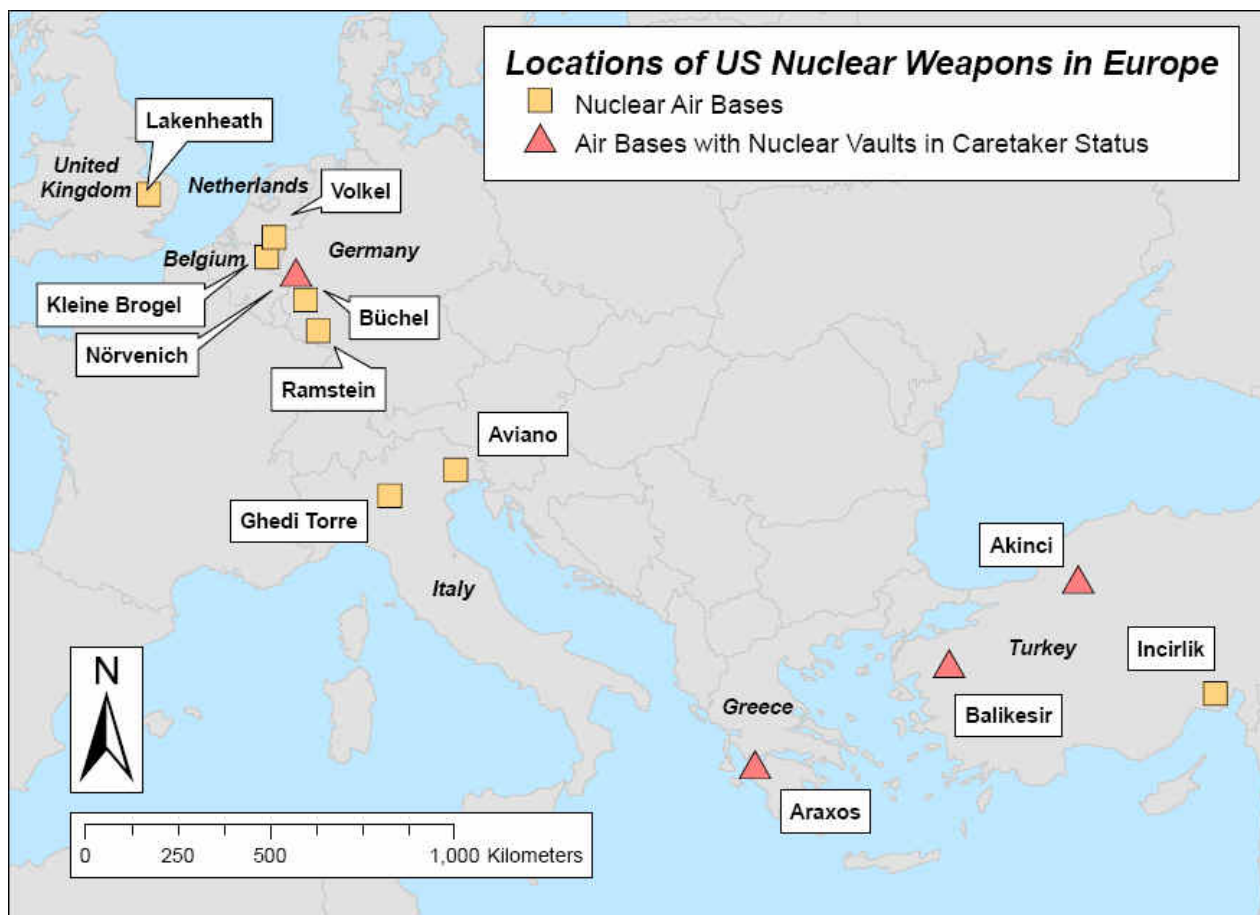 Locations of US Nuclear Weapons in Europe
Nuclear Air Bases
Air Bases with Nuclear Vaults in Caretaker Status
Lakenheath
United
Kingdom
Netherlands
Volkel
Belgium
Germany
Kleine Brogel
Büchel
Nörvenich
Ramstein
Aviano
Ghedi Torre
Akinci
Italy
Turkey
Incirlik
N
Greece
Balikesir
Araxos
0 250 500 1,000 Kilometers